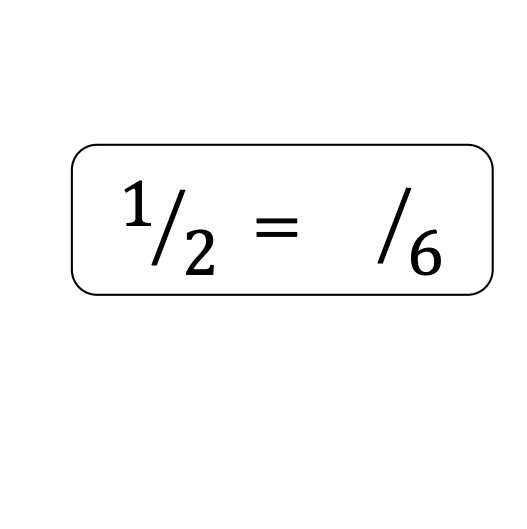 1/2 = /6